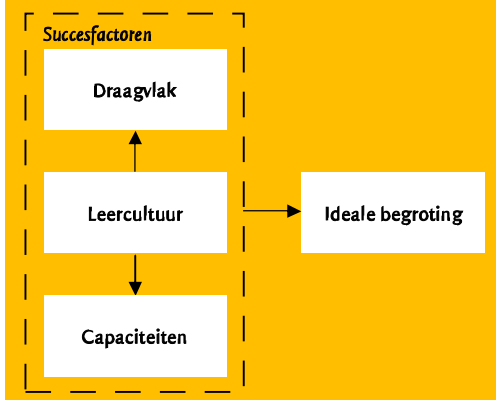 Succesfactoren
Draagvlak
Leercultuur
Ideale begroting
Capaciteiten